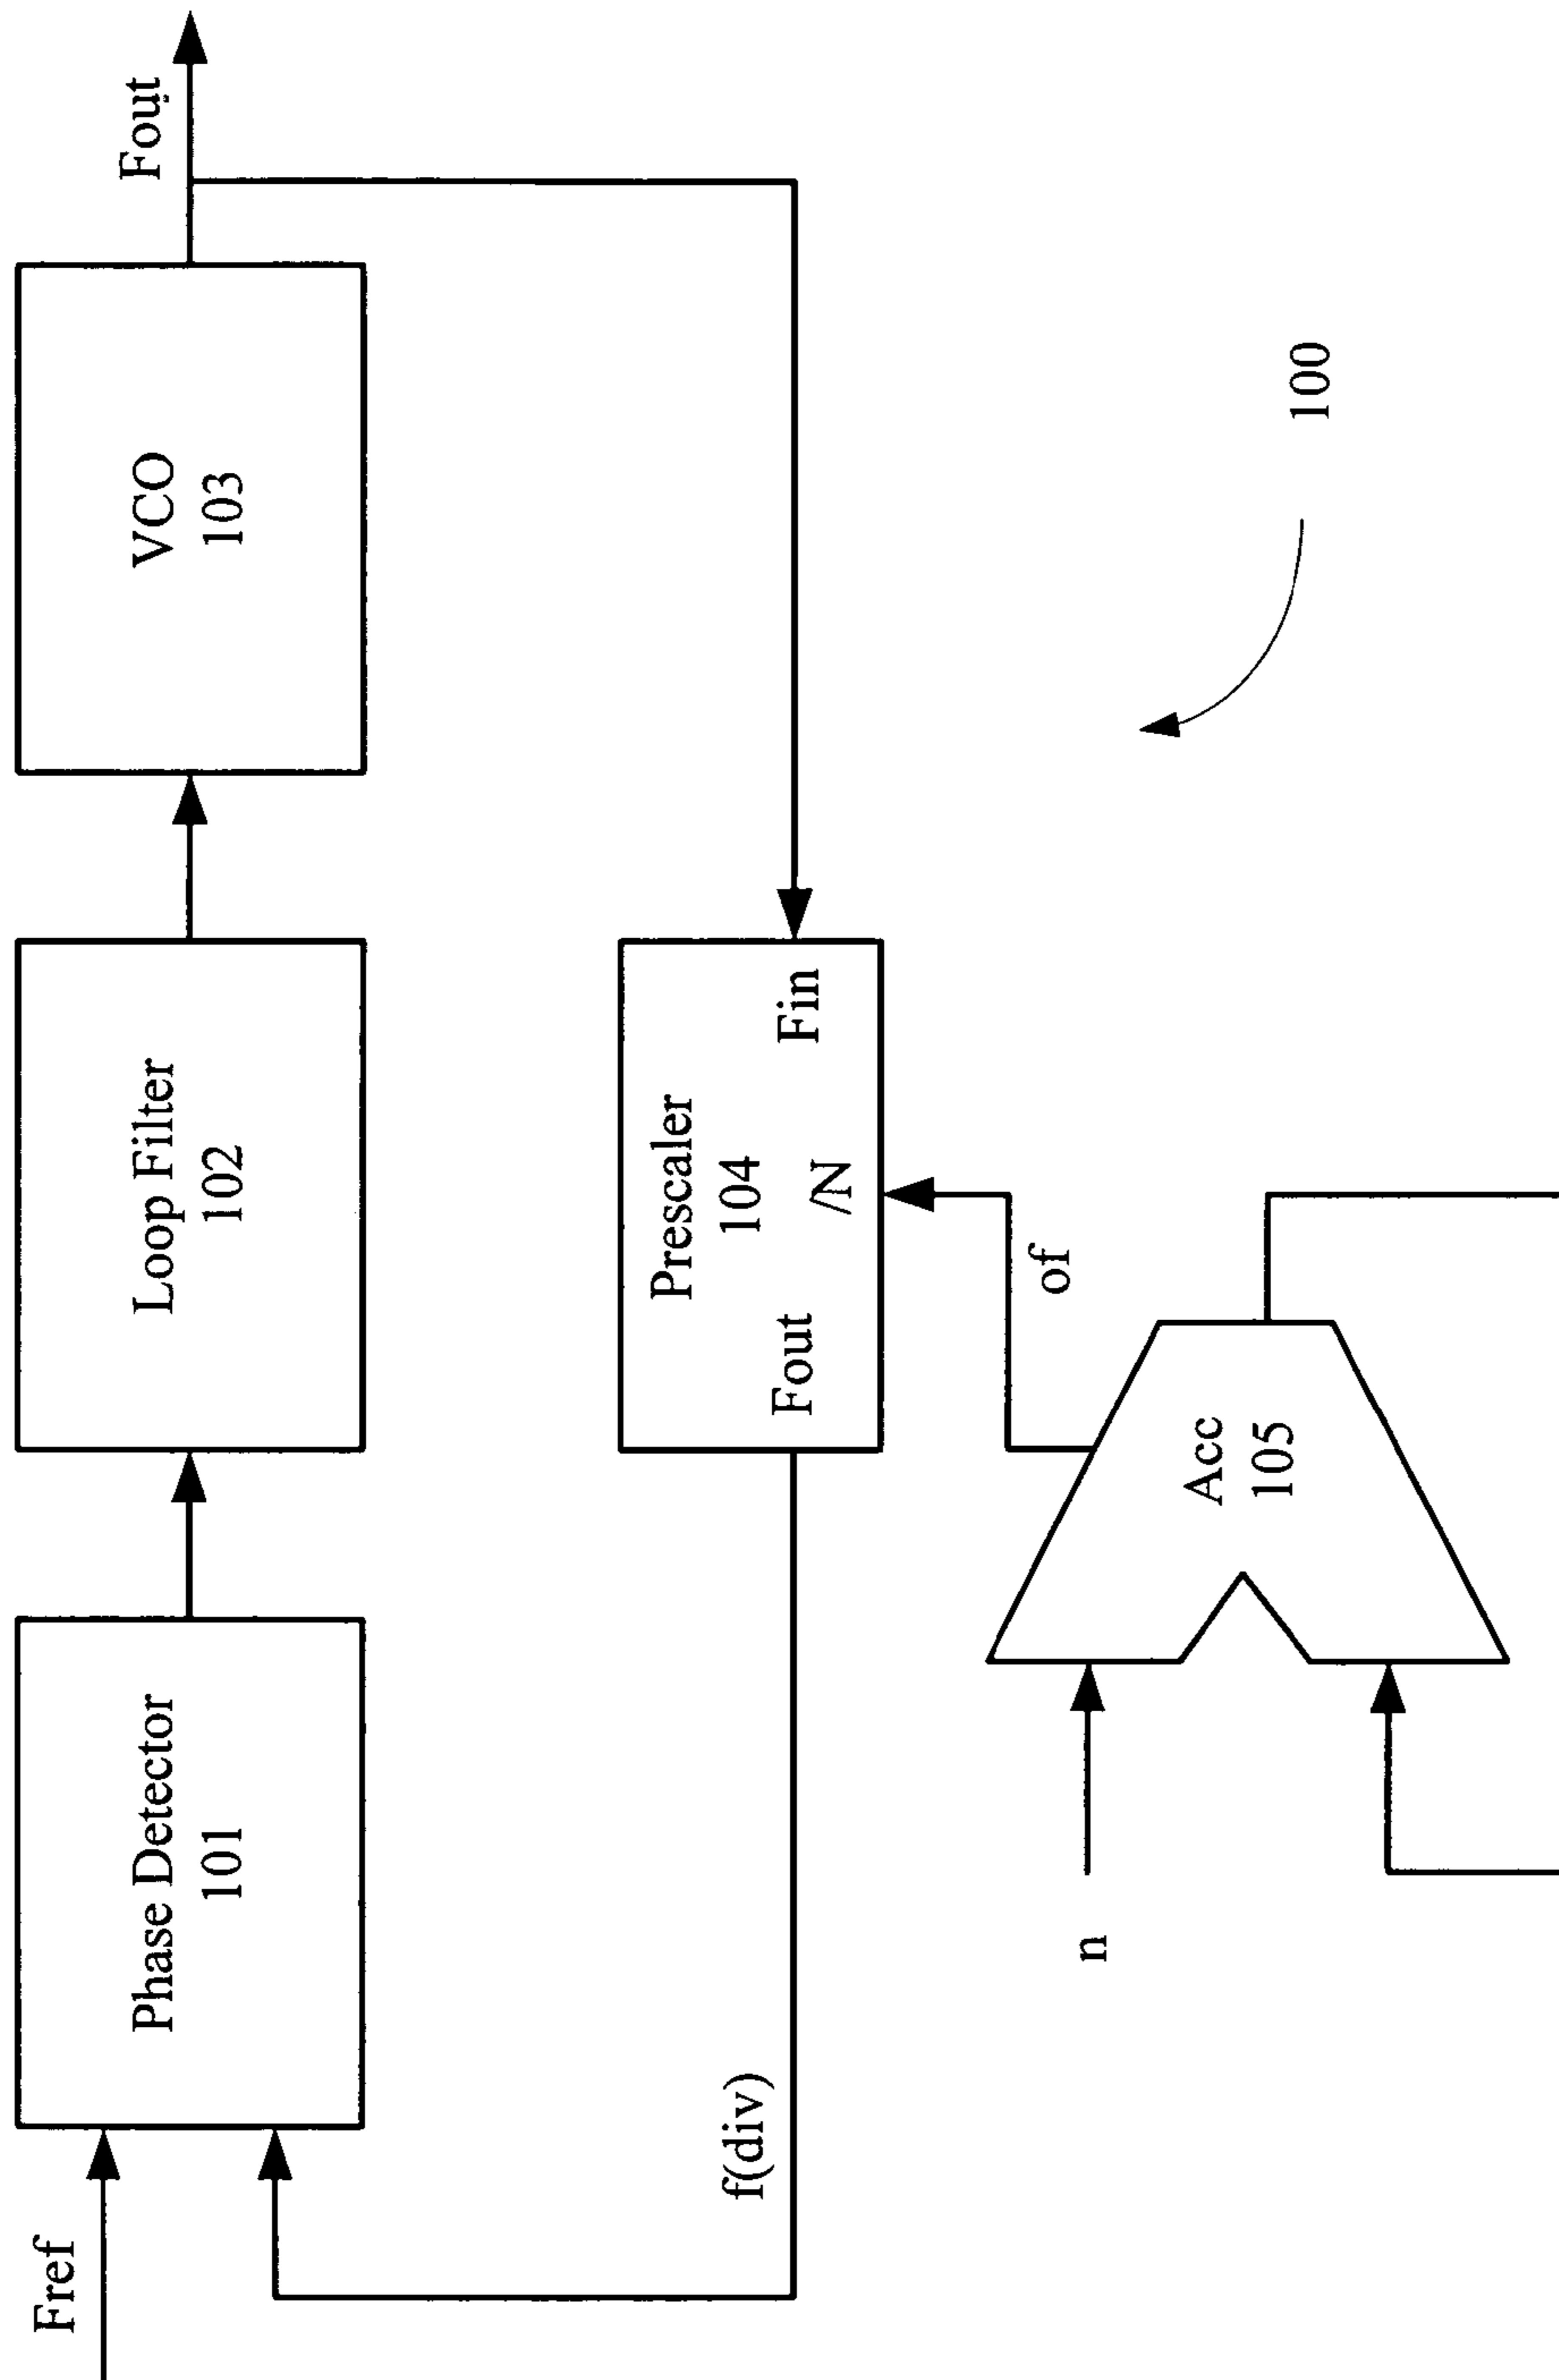 Fref
Phase Detector
101
Loop Filter
102
VCO
103
Fout
f(div)
Prescaler
104
Fout
/N
Fin
of
n
Acc
105
100